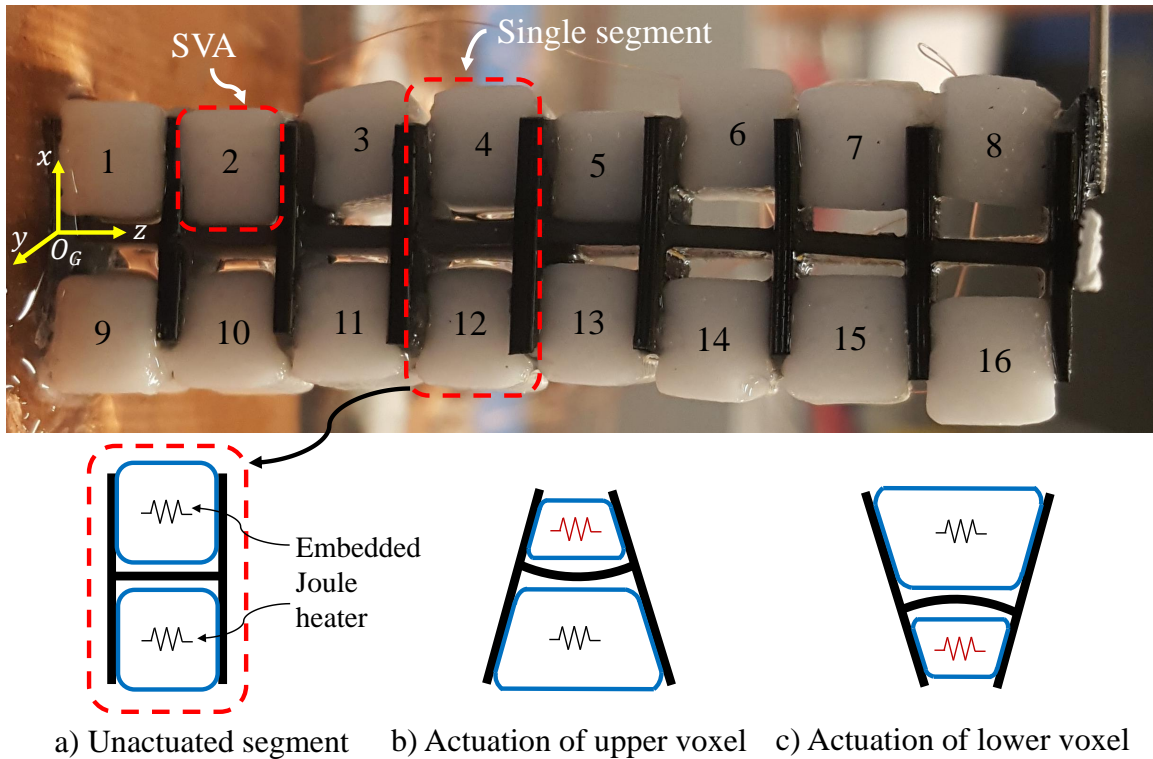 SVA
Single segment
1
2
3
4
5
6
7
8
x
y
z
O_G
9
10
11
12
13
14
15
16
Embedded
Joule
heater
a) Unactuated segment
b) Actuation of upper voxel
c) Actuation of lower voxel